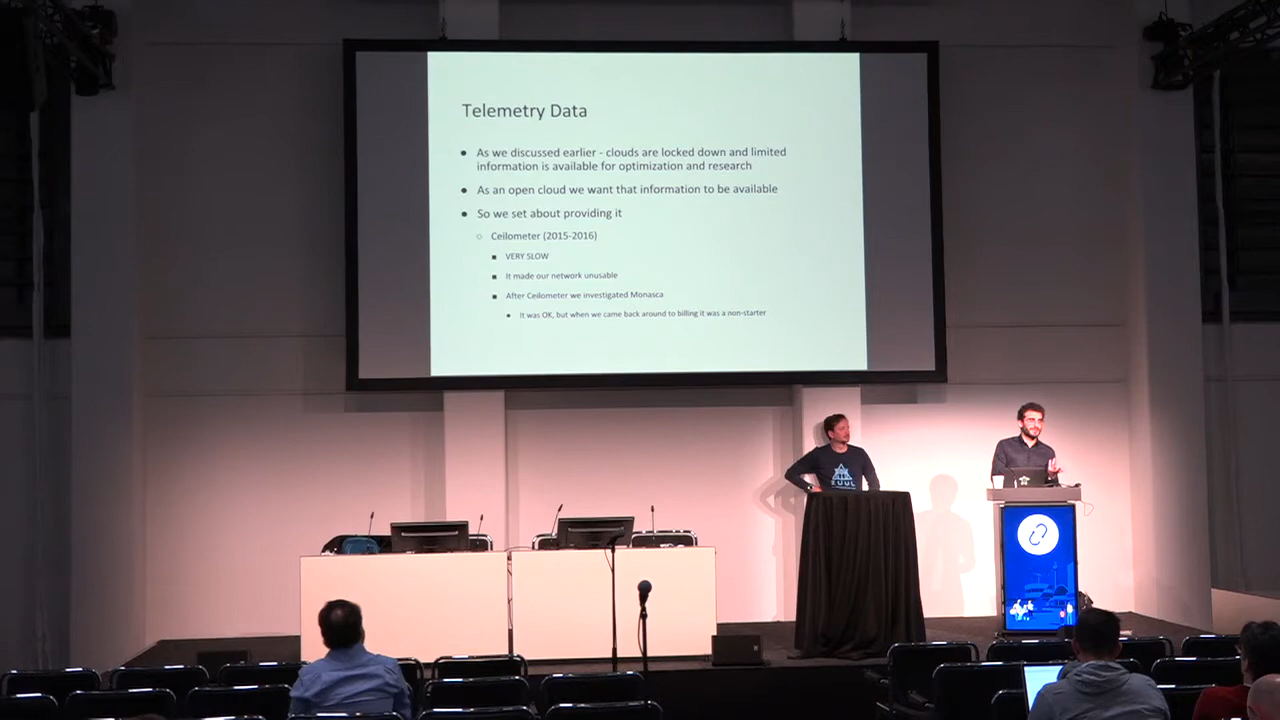 Telemetry Data
● As we discussed earlier - clouds are locked down and limited
information is available for optimization and research
● As an open cloud we want that information to be available
● So we set about providing it
○ Ceilometer (2015-2016)
■ VERY SLOW
■ It made our network unusable
■ After Ceilometer we investigated Monasca
● It was OK, but when we came back around to billing it was a non-starter
ZUUL